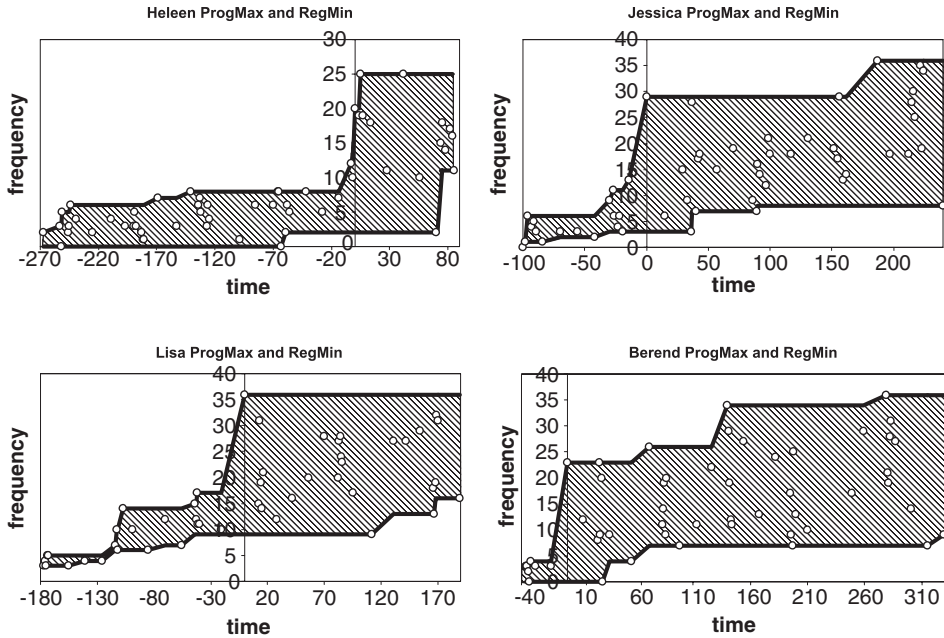 Heleen ProgMax and RegMin
30
25
20
15
10
5
0
frequency
-270 -220 -170 -120 -70 -20 30 80
time
Jessica ProgMax and RegMin
40
35
30
25
20
15
10
5
0
frequency
-100 -50 0 50 100 150 200
time
Lisa ProgMax and RegMin
40
35
30
25
20
15
10
5
0
frequency
-180 -130 -80 -30 20 70 120 170
time
Berend ProgMax and RegMin
40
35
30
25
20
15
10
5
0
frequency
-40 10 60 110 160 210 260 310
time